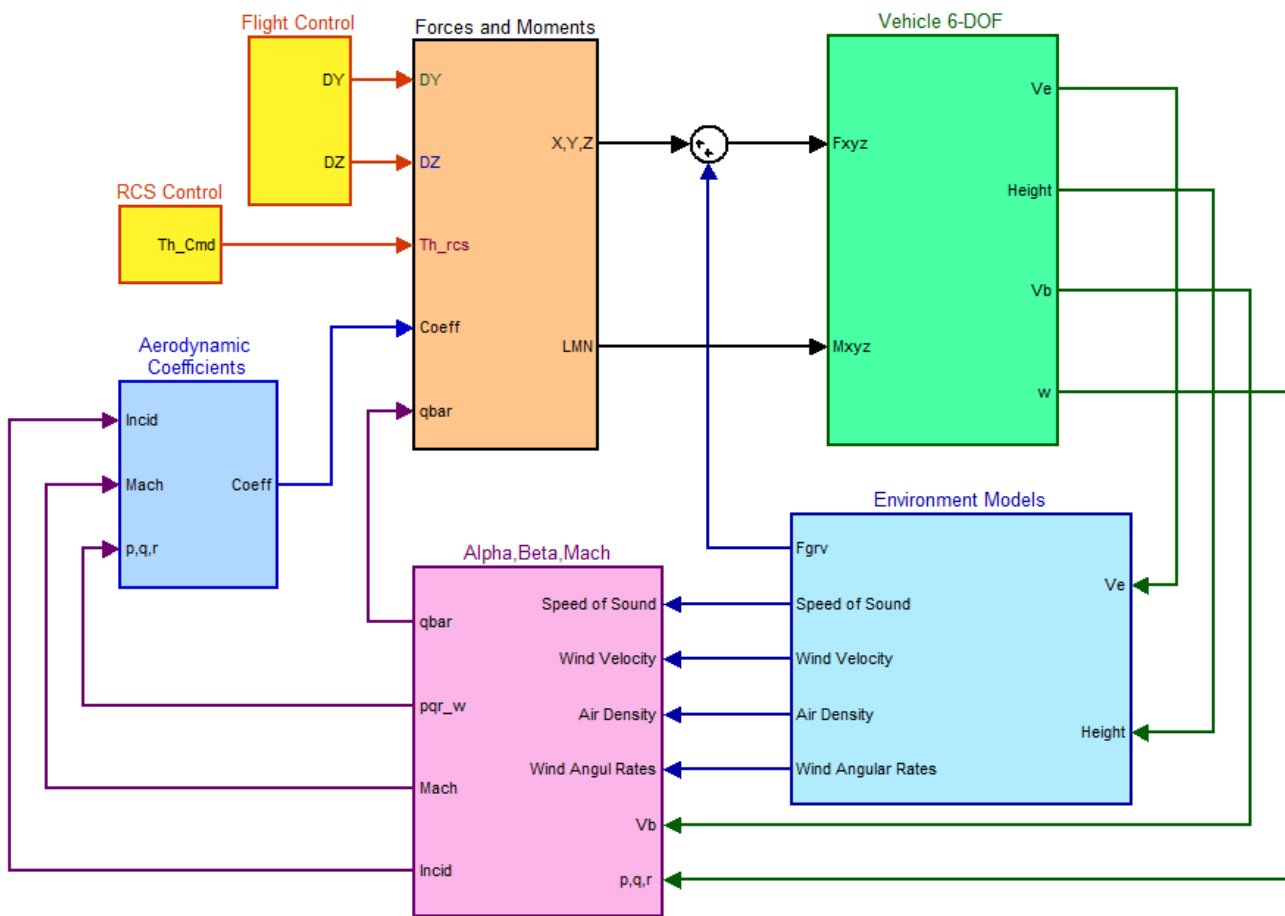 Flight Control
DY
DZ
RCS Control
Th_Cmd
Forces and Moments
DY
DZ
Th_rcs
Coeff
qbar
X,Y,Z
LMN
Vehicle 6-DOF
Fxyz
Mxyz
Ve
Height
Vb
w
Aerodynamic
Coefficients
Incid
Mach
p,q,r
Coeff
Alpha,Beta,Mach
qbar
pqr_w
Mach
Incid
Speed of Sound
Wind Velocity
Air Density
Wind Angul Rates
Vb
p,q,r
Environment Models
Fgrv
Speed of Sound
Wind Velocity
Air Density
Wind Angular Rates
Ve
Height